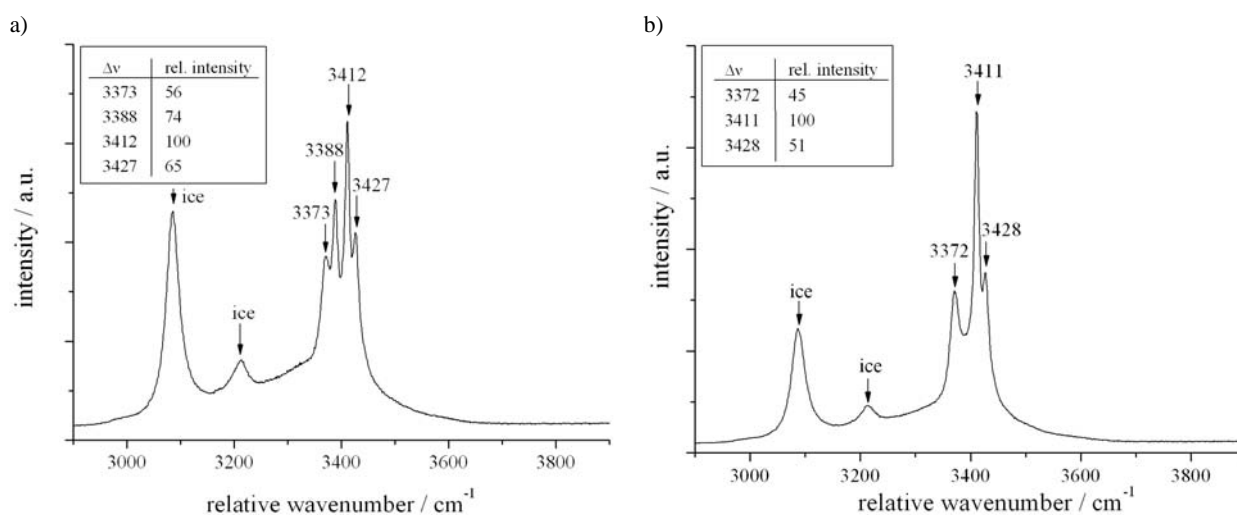 a)
Δν rel. intensity
3373 56
3388 74
3412 100
3427 65
3412
3388
3427
3373
ice
ice
intensity / a.u.
3000 3200 3400 3600 3800
relative wavenumber / cm⁻¹
b)
Δν rel. intensity
3372 45
3411 100
3428 51
3411
3428
3372
ice
ice
intensity / a.u.
3000 3200 3400 3600 3800
relative wavenumber / cm⁻¹